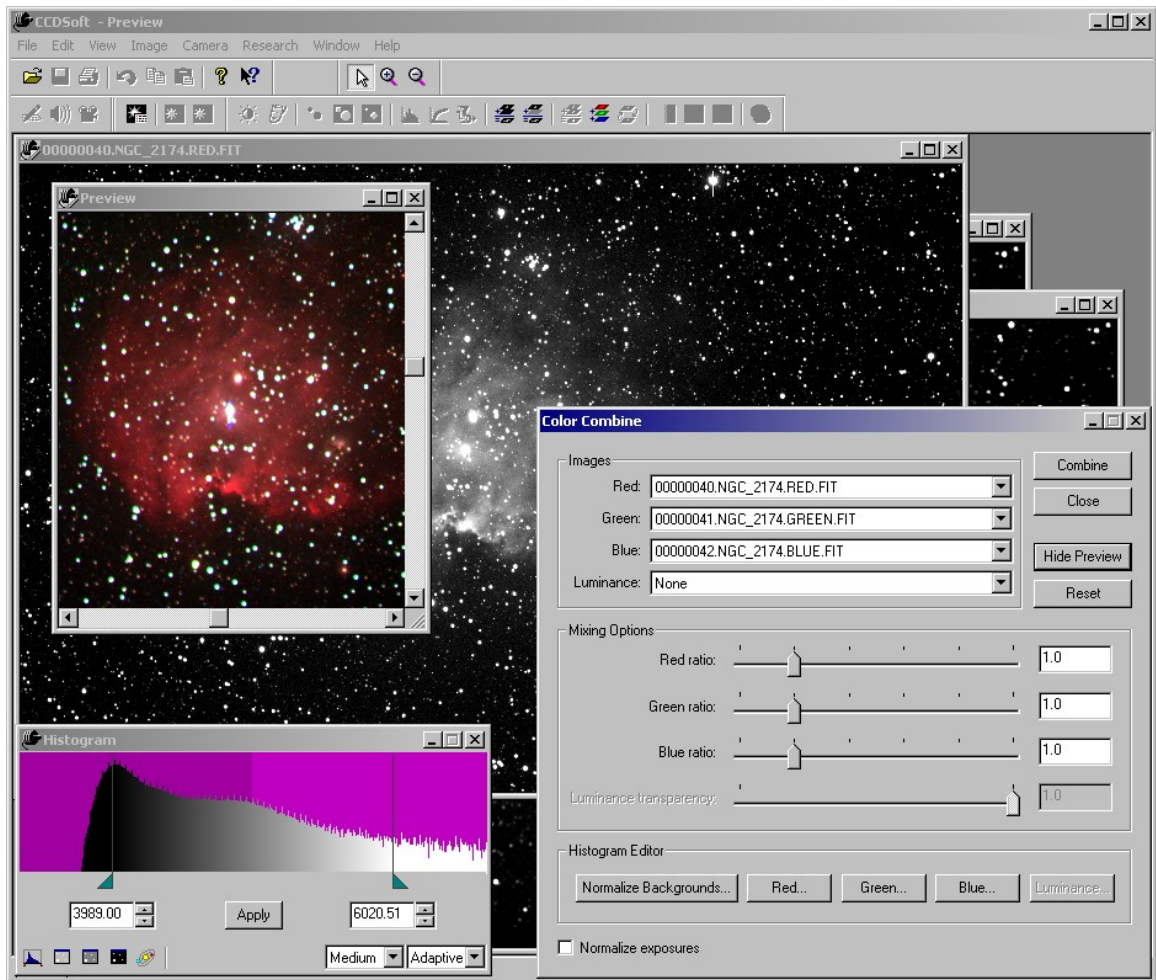 CCDSoft - Preview
File Edit View Image Camera Research Window Help
00000040.NGC_2174.RED.FIT
Preview
Color Combine
Images
Red: 00000040.NGC_2174.RED.FIT
Combine
Green: 00000041.NGC_2174.GREEN.FIT
Close
Blue: 00000042.NGC_2174.BLUE.FIT
Hide Preview
Luminance: None
Reset
Mixing Options
Red ratio: 1.0
Green ratio: 1.0
Blue ratio: 1.0
Luminance transparency: 1.0
Histogram Editor
Normalize Backgrounds... Red... Green... Blue... Luminance...
Normalize exposures
Histogram
3989.00 Apply 6020.51
Medium Adaptive